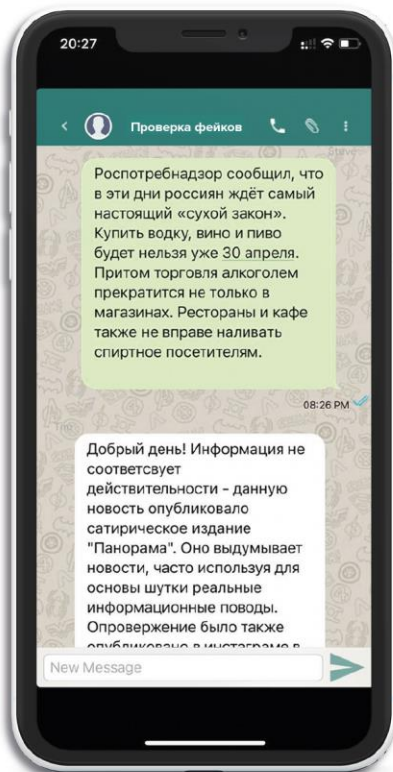 20:27
Проверка фейков
Роспотребнадзор сообщил, что
в эти дни россиян ждёт самый
настоящий «сухой закон».
Купить водку, вино и пиво
будет нельзя уже 30 апреля.
Притом торговля алкоголем
прекратится не только в
магазинах. Рестораны и кафе
также не вправе наливать
спиртное посетителям.
08:26 PM
Добрый день! Информация не
соответсвует
действительности - данную
новость опубликовало
сатирическое издание
"Панорама". Оно выдумывает
новости, часто используя для
основы шутки реальные
информационные поводы.
Опровержение было также
опубликовано в инстаграме в
New Message